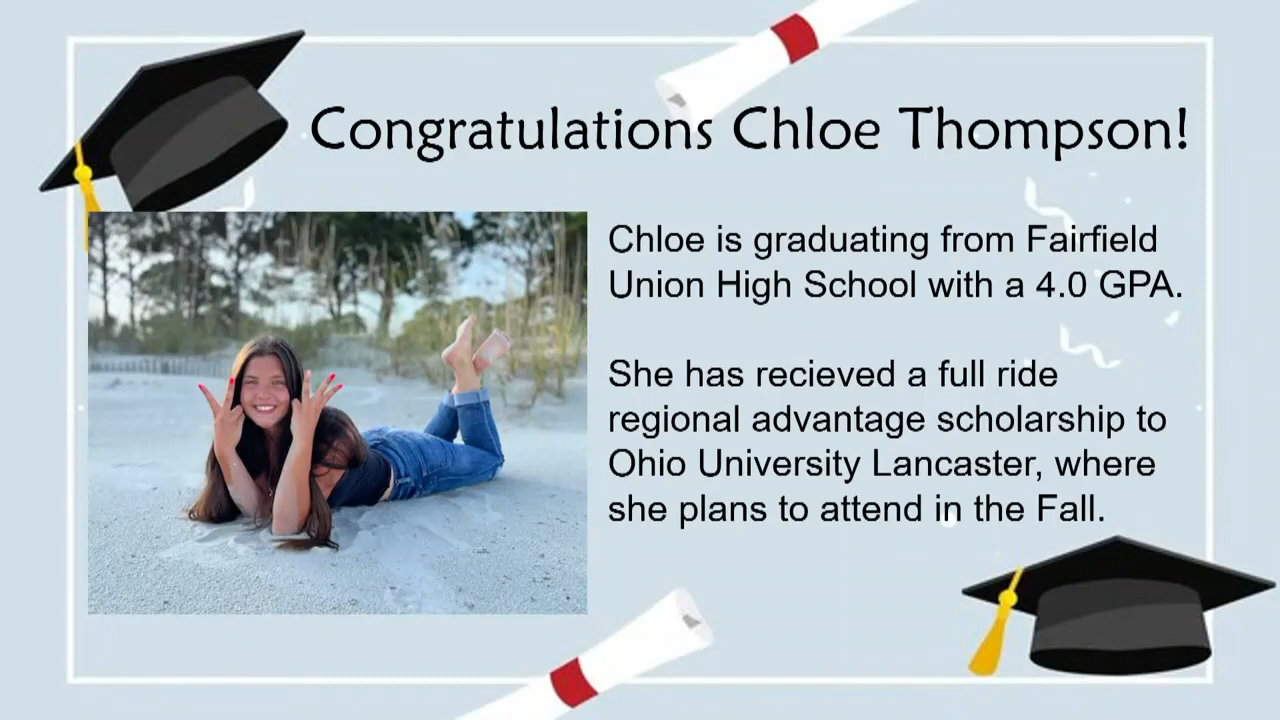 Congratulations Chloe Thompson!
Chloe is graduating from Fairfield
Union High School with a 4.0 GPA.
She has recieved a full ride
regional advantage scholarship to
Ohio University Lancaster, where
she plans to attend in the Fall.